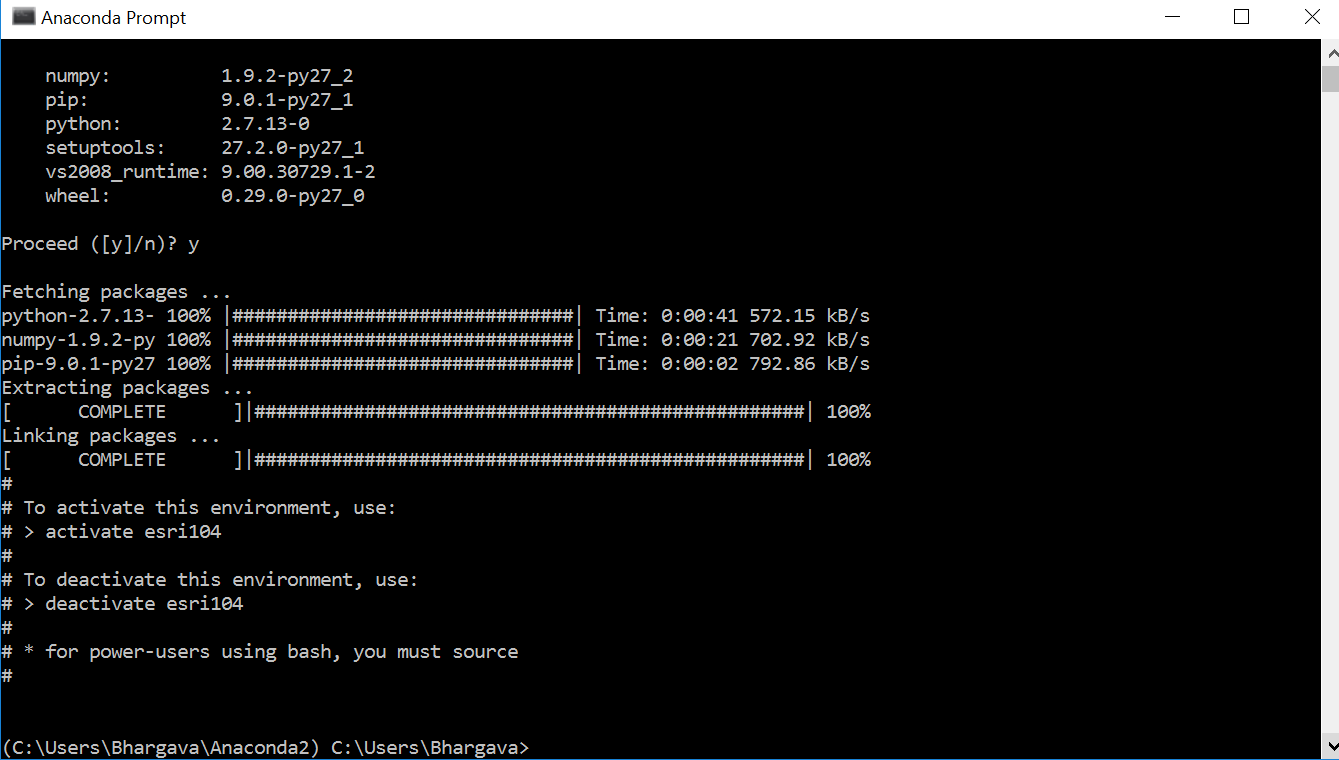 Anaconda Prompt
numpy: 1.9.2-py27_2
pip: 9.0.1-py27_1
python: 2.7.13-0
setuptools: 27.2.0-py27_1
vs2008_runtime: 9.00.30729.1-2
wheel: 0.29.0-py27_0
Proceed ([y]/n)? y
Fetching packages ...
python-2.7.13- 100% |###############################| Time: 0:00:41 572.15 kB/s
numpy-1.9.2-py 100% |###############################| Time: 0:00:21 702.92 kB/s
pip-9.0.1-py27 100% |###############################| Time: 0:00:02 792.86 kB/s
Extracting packages ...
[      COMPLETE      ]|##################################################| 100%
Linking packages ...
[      COMPLETE      ]|##################################################| 100%
#
# To activate this environment, use:
# > activate esri104
#
# To deactivate this environment, use:
# > deactivate esri104
#
# * for power-users using bash, you must source
#
(C:\Users\Bhargava\Anaconda2) C:\Users\Bhargava>